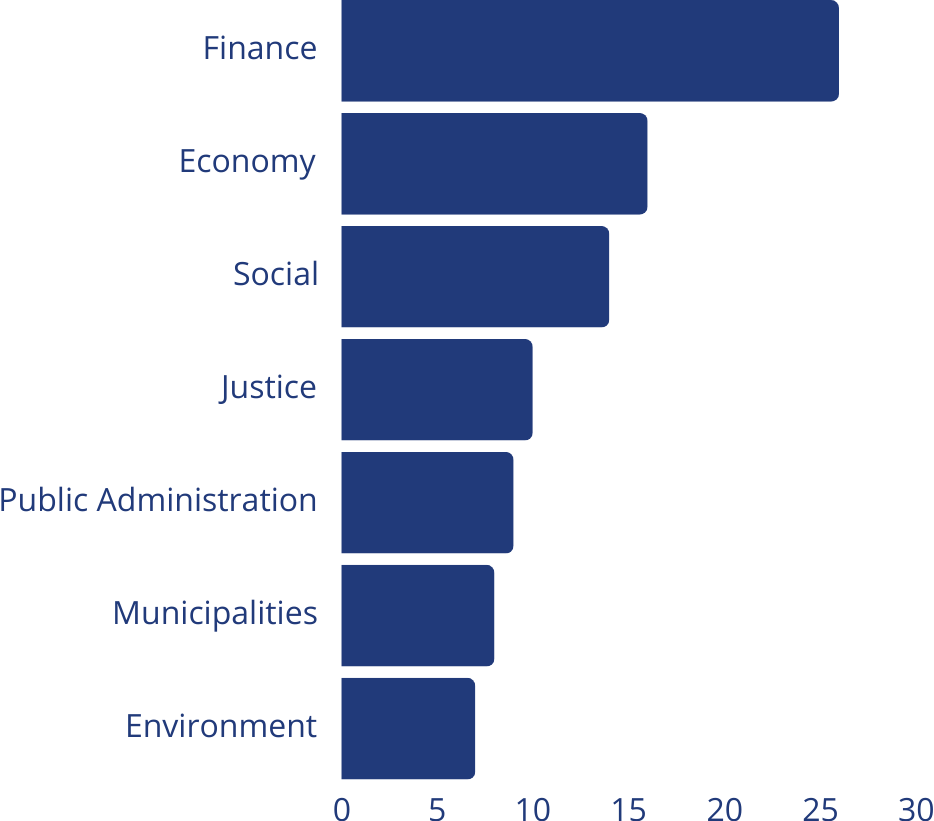 Finance
Economy
Social
Justice
Public Administration
Municipalities
Environment
0 5 10 15 20 25 30